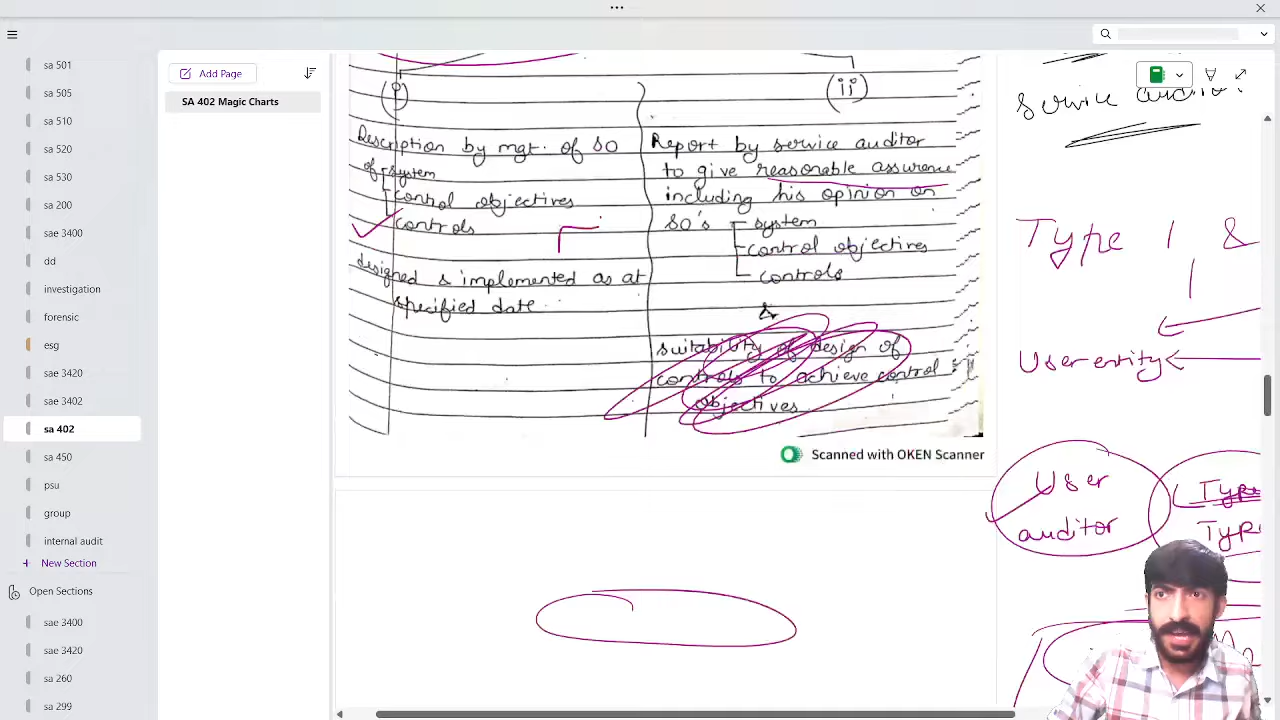 ...
sa 501
sa 505
sa 510
sa 520
sa 530
sa 200
sae 3400
dd
investigation
forensic
esg
sae 3420
sae 3402
sa 402
sa 450
psu
group
internal audit
+ New Section
Open Sections
sae 3400
sae 3420
sa 260
sa 299
Add Page
SA 402 Magic Charts
(i)
Description by mgt. of SO
of system
control objectives
controls
designed & implemented as at
specified date
(ii)
Report by service auditor
to give reasonable assurance
including his opinion on
SO's system
control objectives
controls
&
suitability of design of
controls to achieve control
objectives
Scanned with OKEN Scanner
Service auditor
Type 1 &
User entity
User
auditor
Type
Type